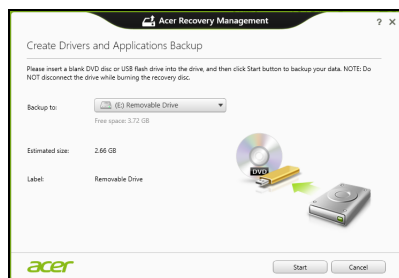 Acer Recovery Management
? X
Create Drivers and Applications Backup
Please insert a blank DVD disc or USB flash drive into the drive, and then click Start button to backup your data. NOTE: Do
NOT disconnect the drive while burning the recovery disc.
Backup to: (E:) Removable Drive
Free space: 3.72 GB
Estimated size: 2.66 GB
Label: Removable Drive
DVD
acer
Start Cancel